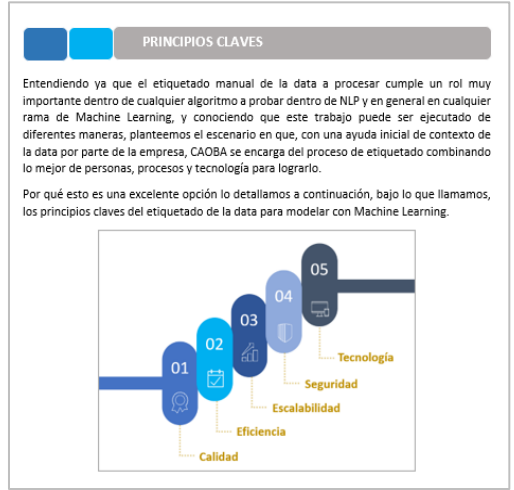 PRINCIPIOS CLAVES
Entendiendo ya que el etiquetado manual de la data a procesar cumple un rol muy
importante dentro de cualquier algoritmo a probar dentro de NLP y en general en cualquier
rama de Machine Learning, y conociendo que este trabajo puede ser ejecutado de
diferentes maneras, planteemos el escenario en que, con una ayuda inicial de contexto de
la data por parte de la empresa, CAOBA se encarga del proceso de etiquetado combinando
lo mejor de personas, procesos y tecnología para lograrlo.
Por qué esto es una excelente opción lo detallamos a continuación, bajo lo que llamamos,
los principios claves del etiquetado de la data para modelar con Machine Learning.
01
Calidad
02
Eficiencia
03
Escalabilidad
04
Seguridad
05
Tecnología